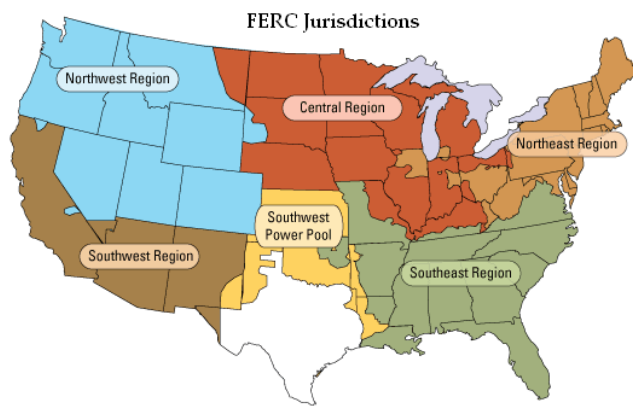 FERC Jurisdictions
Northwest Region
Central Region
Northeast Region
Southwest
Power Pool
Southwest Region
Southeast Region